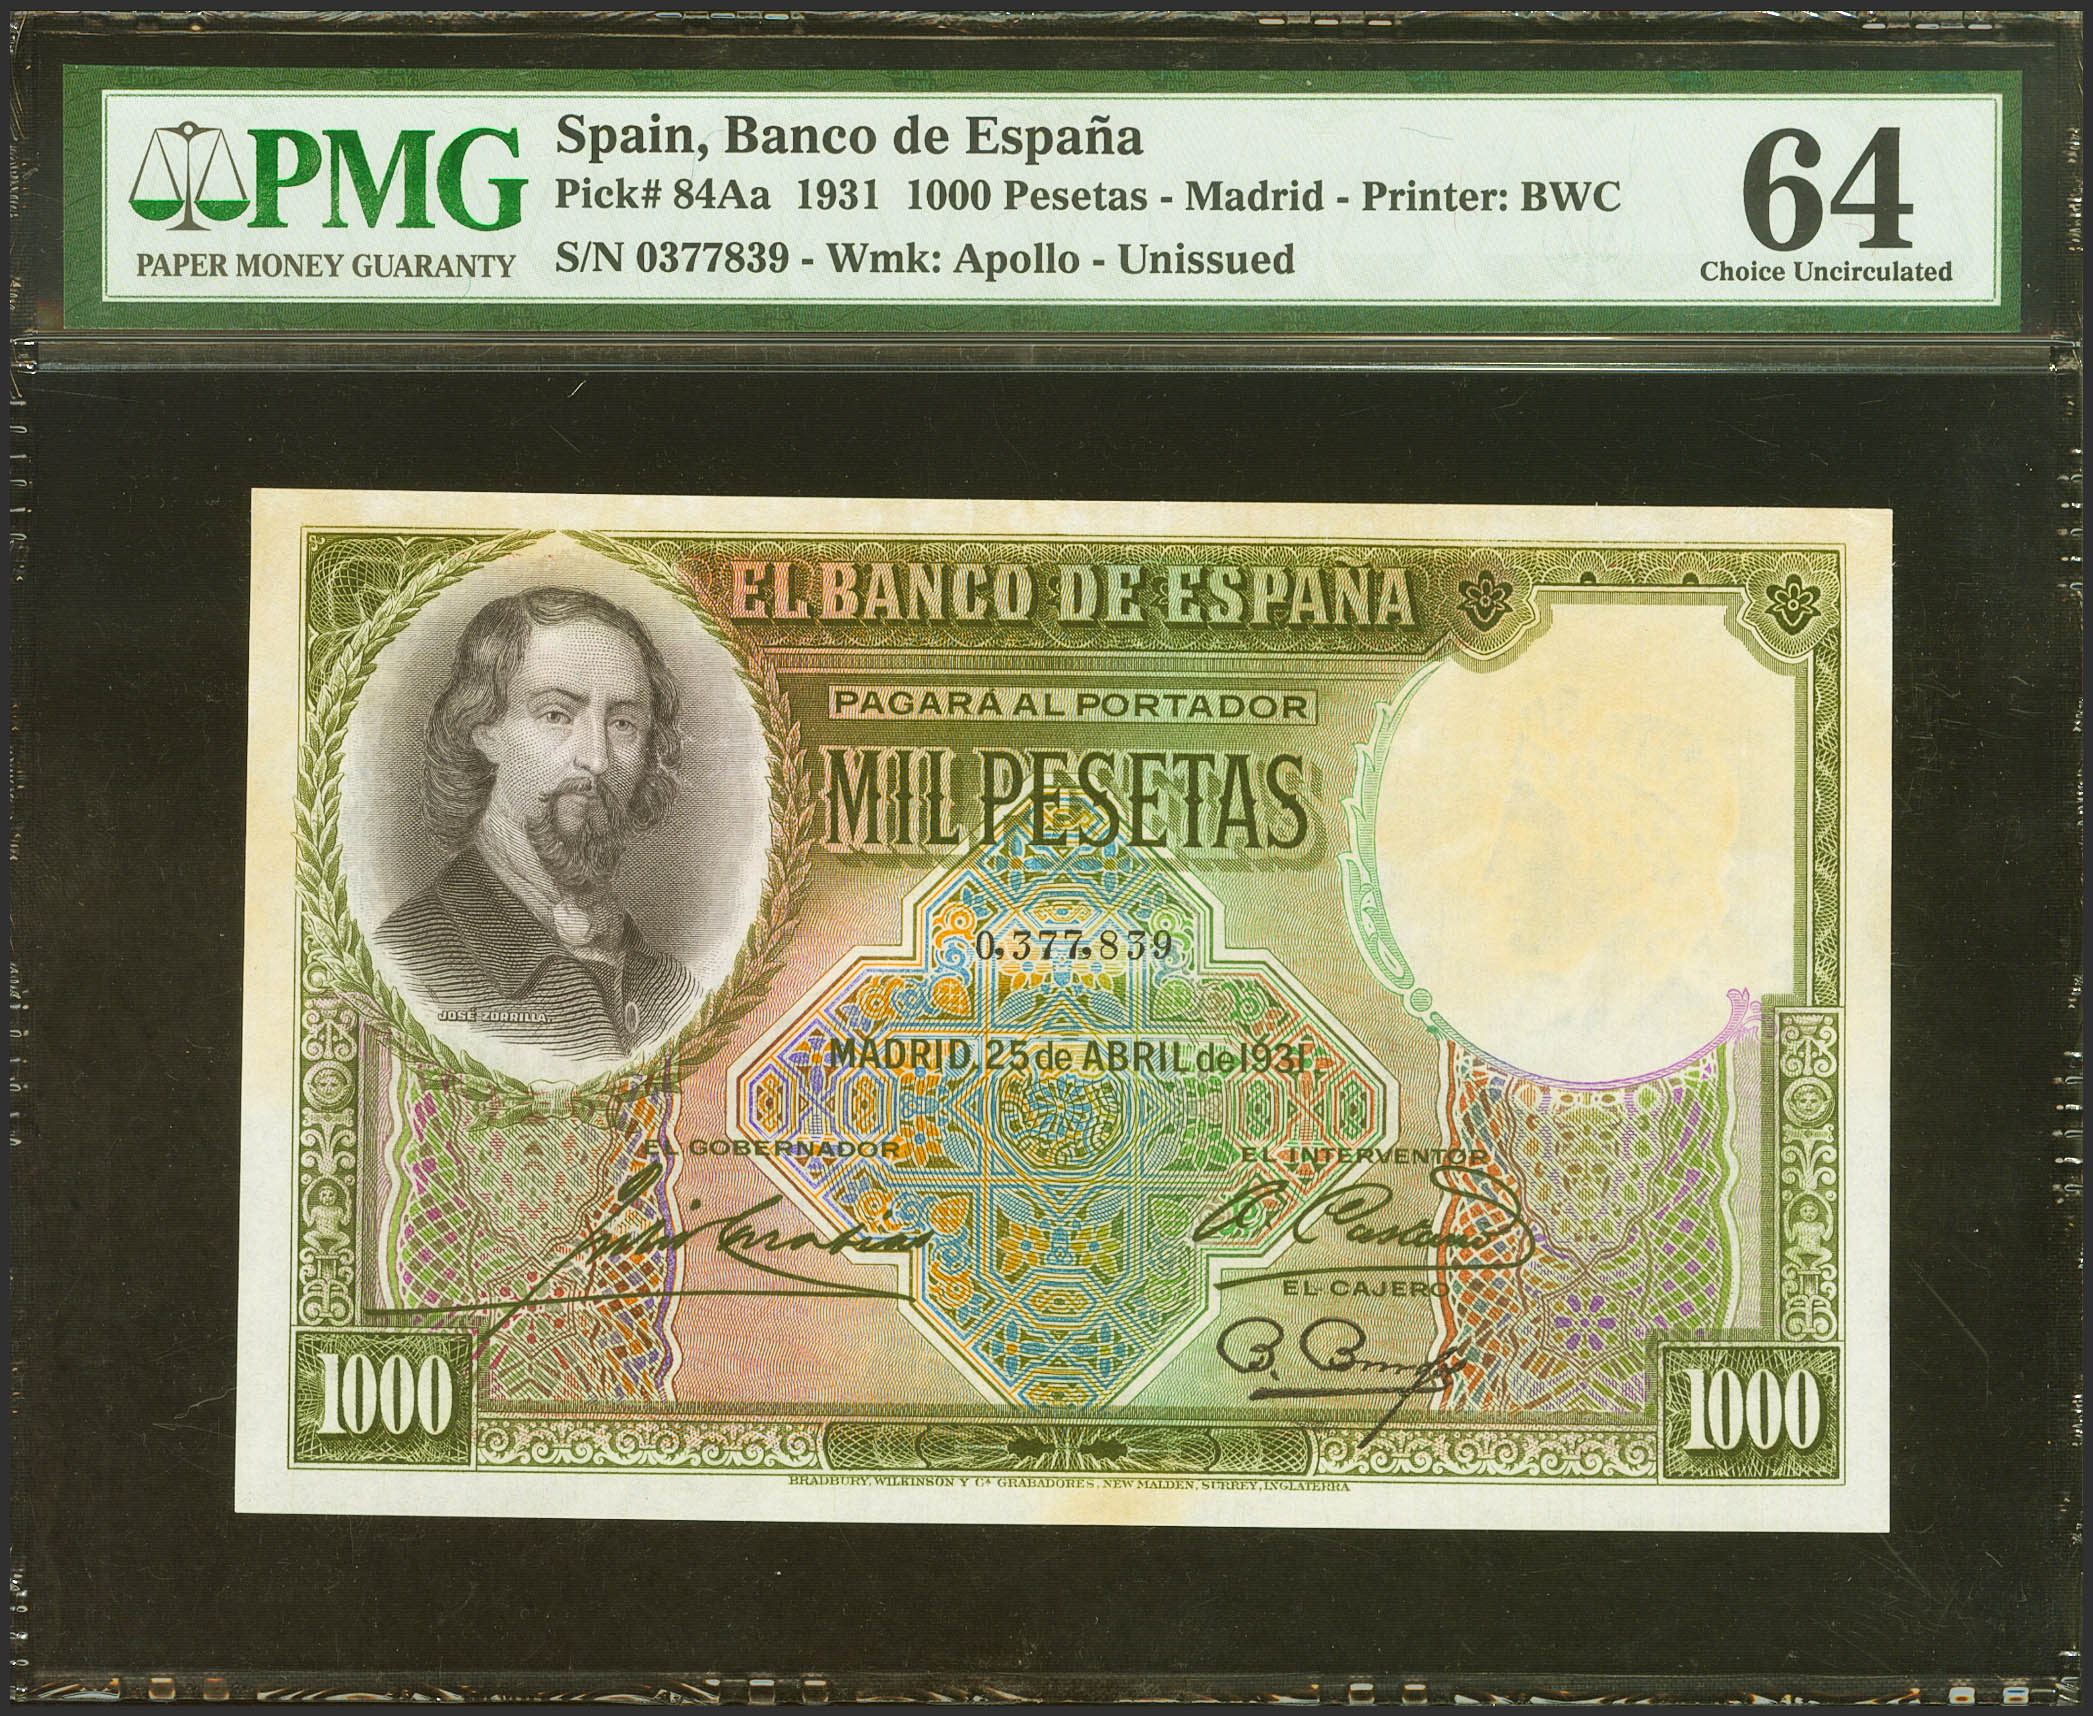 PMG
PAPER MONEY GUARANTY
Spain, Banco de España
Pick# 84Aa 1931 1000 Pesetas - Madrid - Printer: BWC
S/N 0377839 - Wmk: Apollo - Unissued
64
Choice Uncirculated
EL BANCO DE ESPAÑA
PAGARÁ AL PORTADOR
MIL PESETAS
0,377,839
JOSE ZORRILLA.
MADRID, 25 de ABRIL de 1931
EL GOBERNADOR
EL INTERVENTOR
EL CAJERO
1000
1000
BRADBURY, WILKINSON Y Cª GRABADORES, NEW MALDEN, SURREY, INGLATERRA